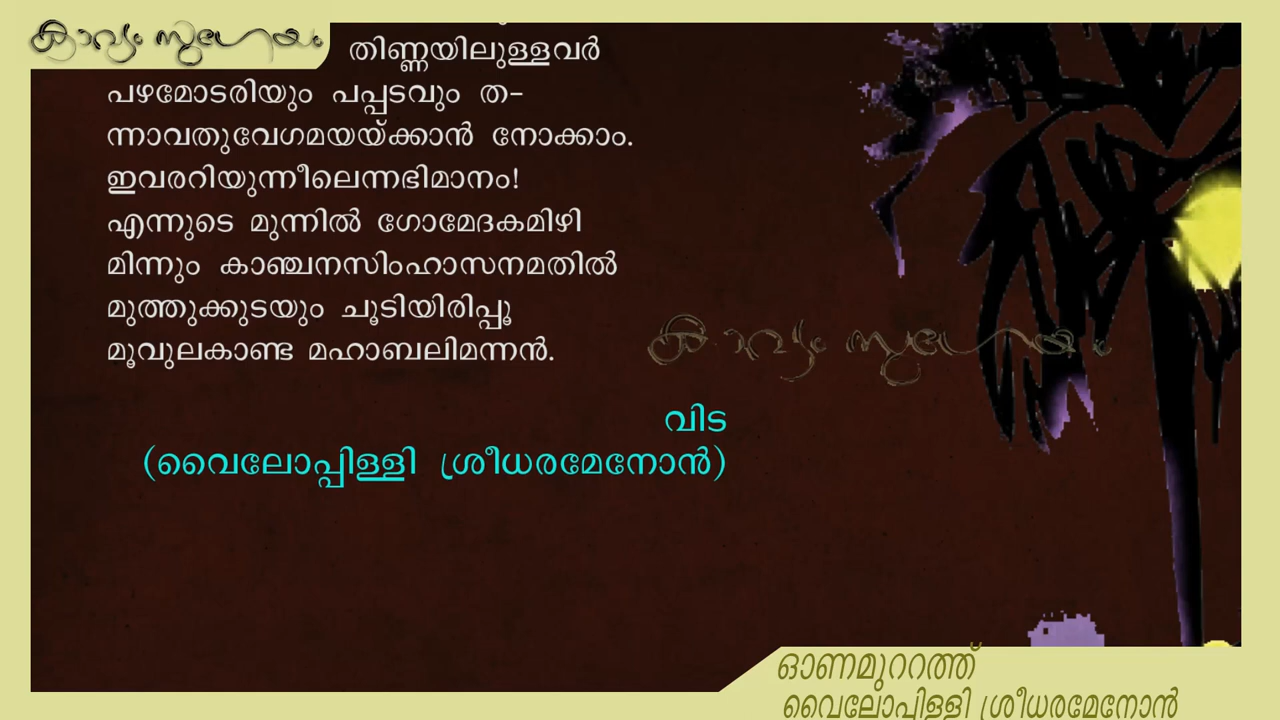 കാവ്യം സുഗേയം
തിണ്ണയിലുള്ളവർ
പഴമോടരിയും പപ്പടവും ത-
ന്നാവതുവേഗമയയ്ക്കാൻ നോക്കാം.
ഇവരറിയുന്നീലെന്നഭിമാനം!
എന്നുടെ മുന്നിൽ ഗോമേദകമിഴി
മിന്നും കാഞ്ചനസിംഹാസനമതിൽ
മുത്തുക്കുടയും ചൂടിയിരിപ്പൂ
മൂവുലകാണ്ട മഹാബലിമന്നൻ.
കാവ്യം സുഗേയം
വിട
(വൈലോപ്പിള്ളി ശ്രീധരമേനോൻ)
ഓണമുററത്ത്
വൈലോപ്പിള്ളി ശ്രീധരമേനോൻ